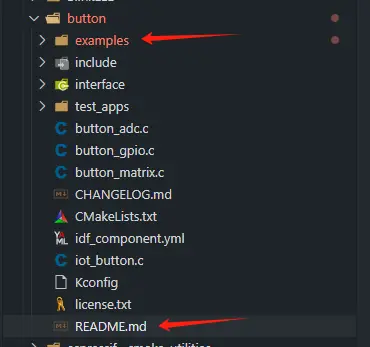 button
examples
include
interface
test_apps
C button_adc.c
C button_gpio.c
C button_matrix.c
CHANGELOG.md
CMakeLists.txt
YAML idf_component.yml
C iot_button.c
Kconfig
license.txt
README.md